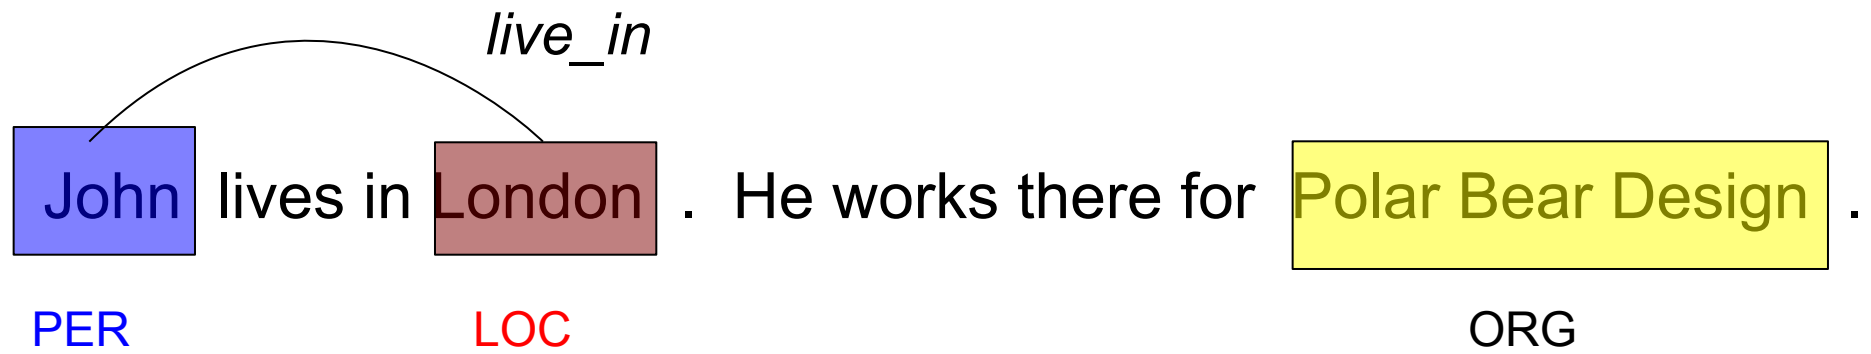 live_in
John lives in London . He works there for Polar Bear Design .
PER LOC ORG